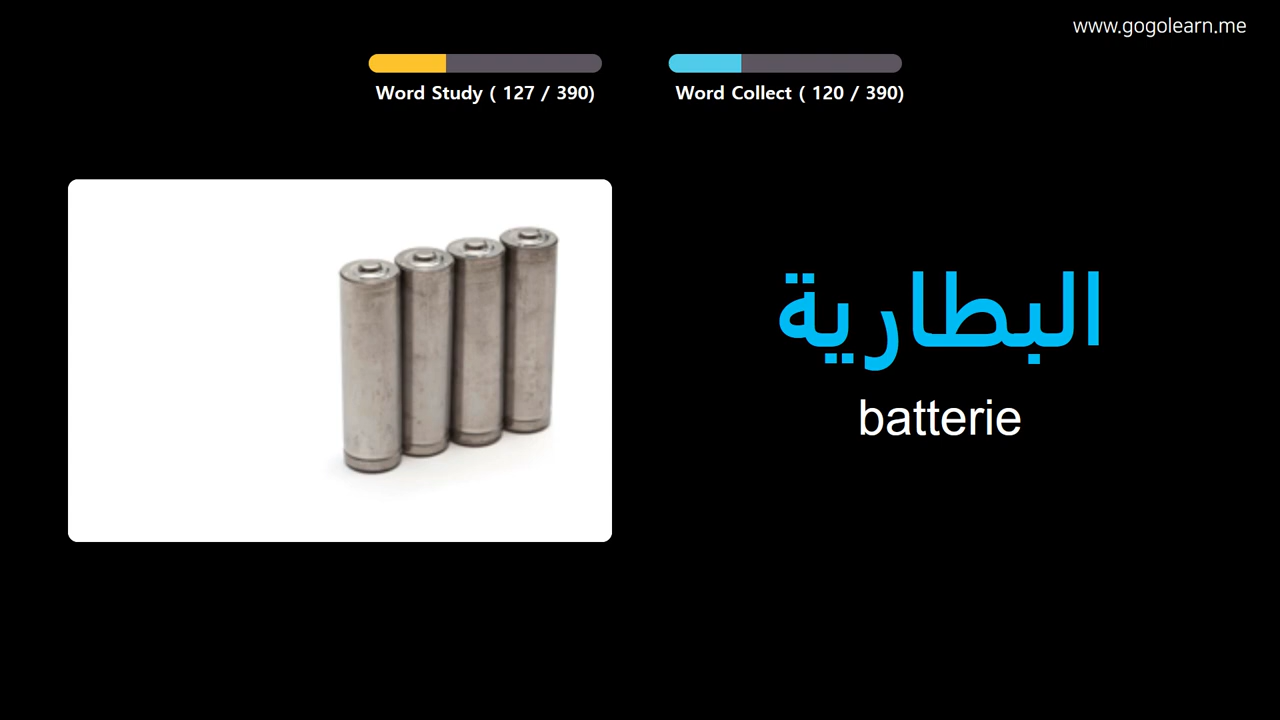 www.gogolearn.me
Word Study ( 127 / 390)
Word Collect ( 120 / 390)
البطارية
batterie